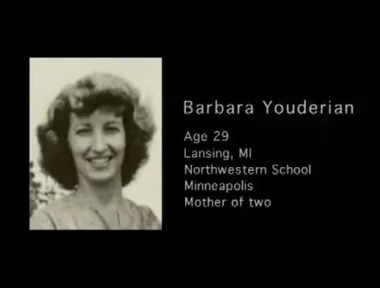 Barbara Youderian
Age 29
Lansing, MI
Northwestern School
Minneapolis
Mother of two